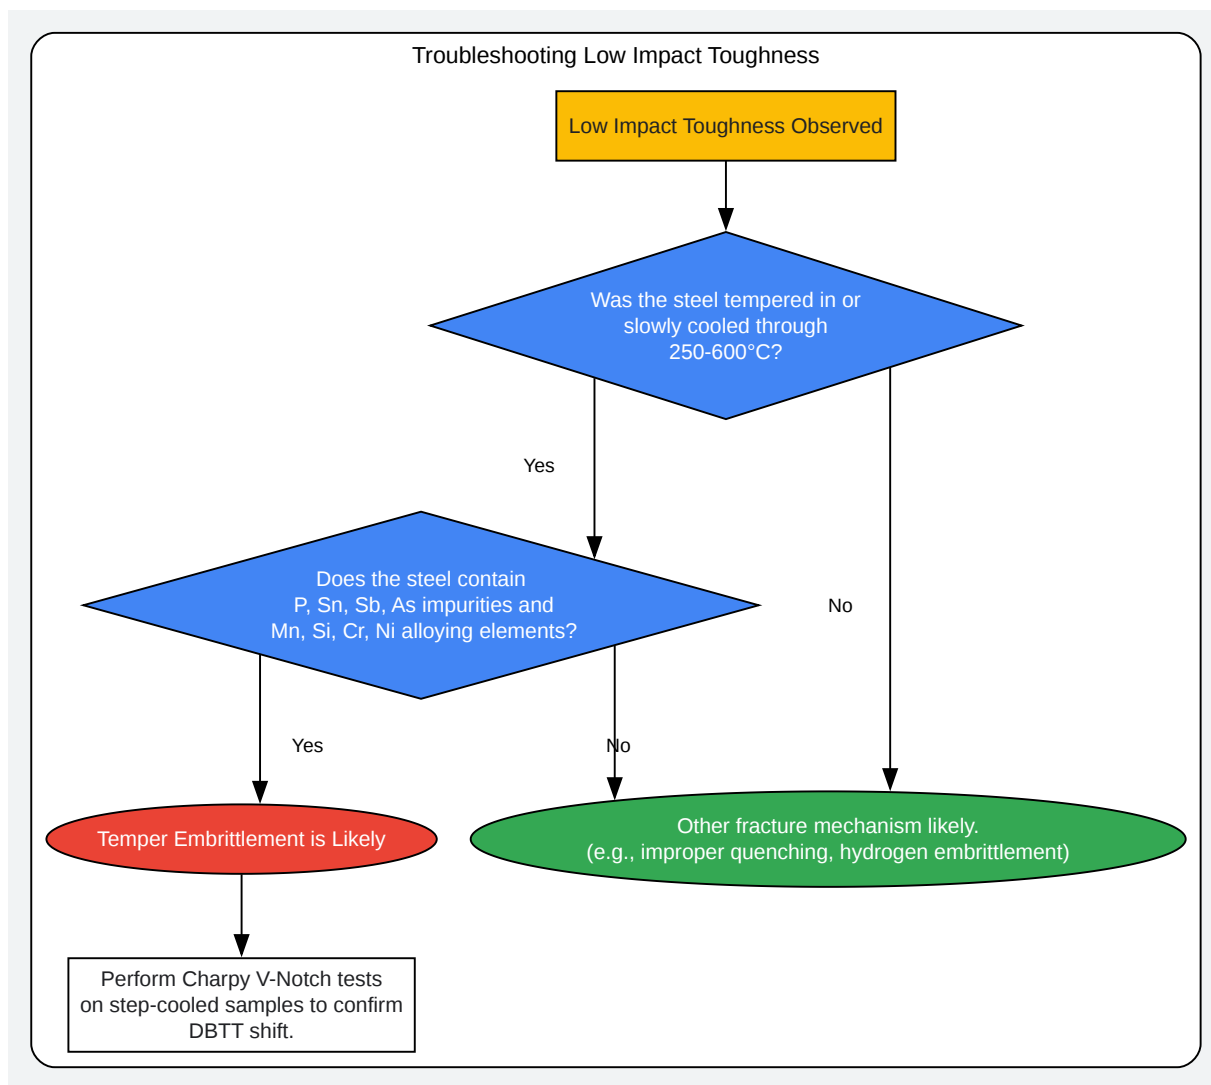 Troubleshooting Low Impact Toughness
Low Impact Toughness Observed
Was the steel tempered in or
slowly cooled through
250-600°C?
Yes
Does the steel contain
P, Sn, Sb, As impurities and
Mn, Si, Cr, Ni alloying elements?
No
Yes
No
Temper Embrittlement is Likely
Other fracture mechanism likely.
(e.g., improper quenching, hydrogen embrittlement)
Perform Charpy V-Notch tests
on step-cooled samples to confirm
DBTT shift.